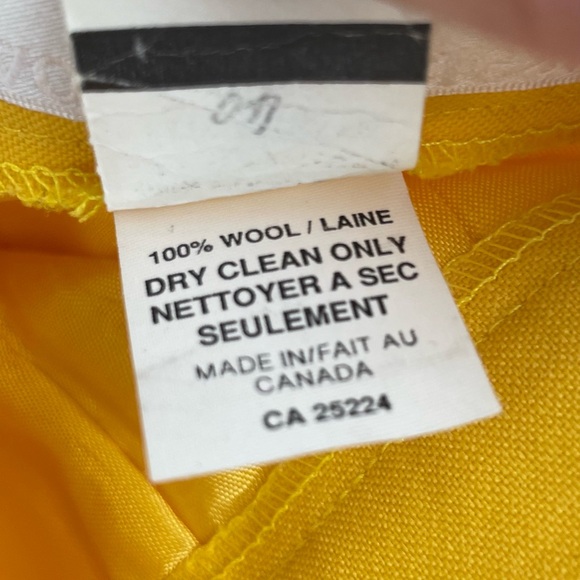 100% WOOL / LAINE
DRY CLEAN ONLY
NETTOYER A SEC
SEULEMENT
MADE IN/FAIT AU
CANADA
CA 25224